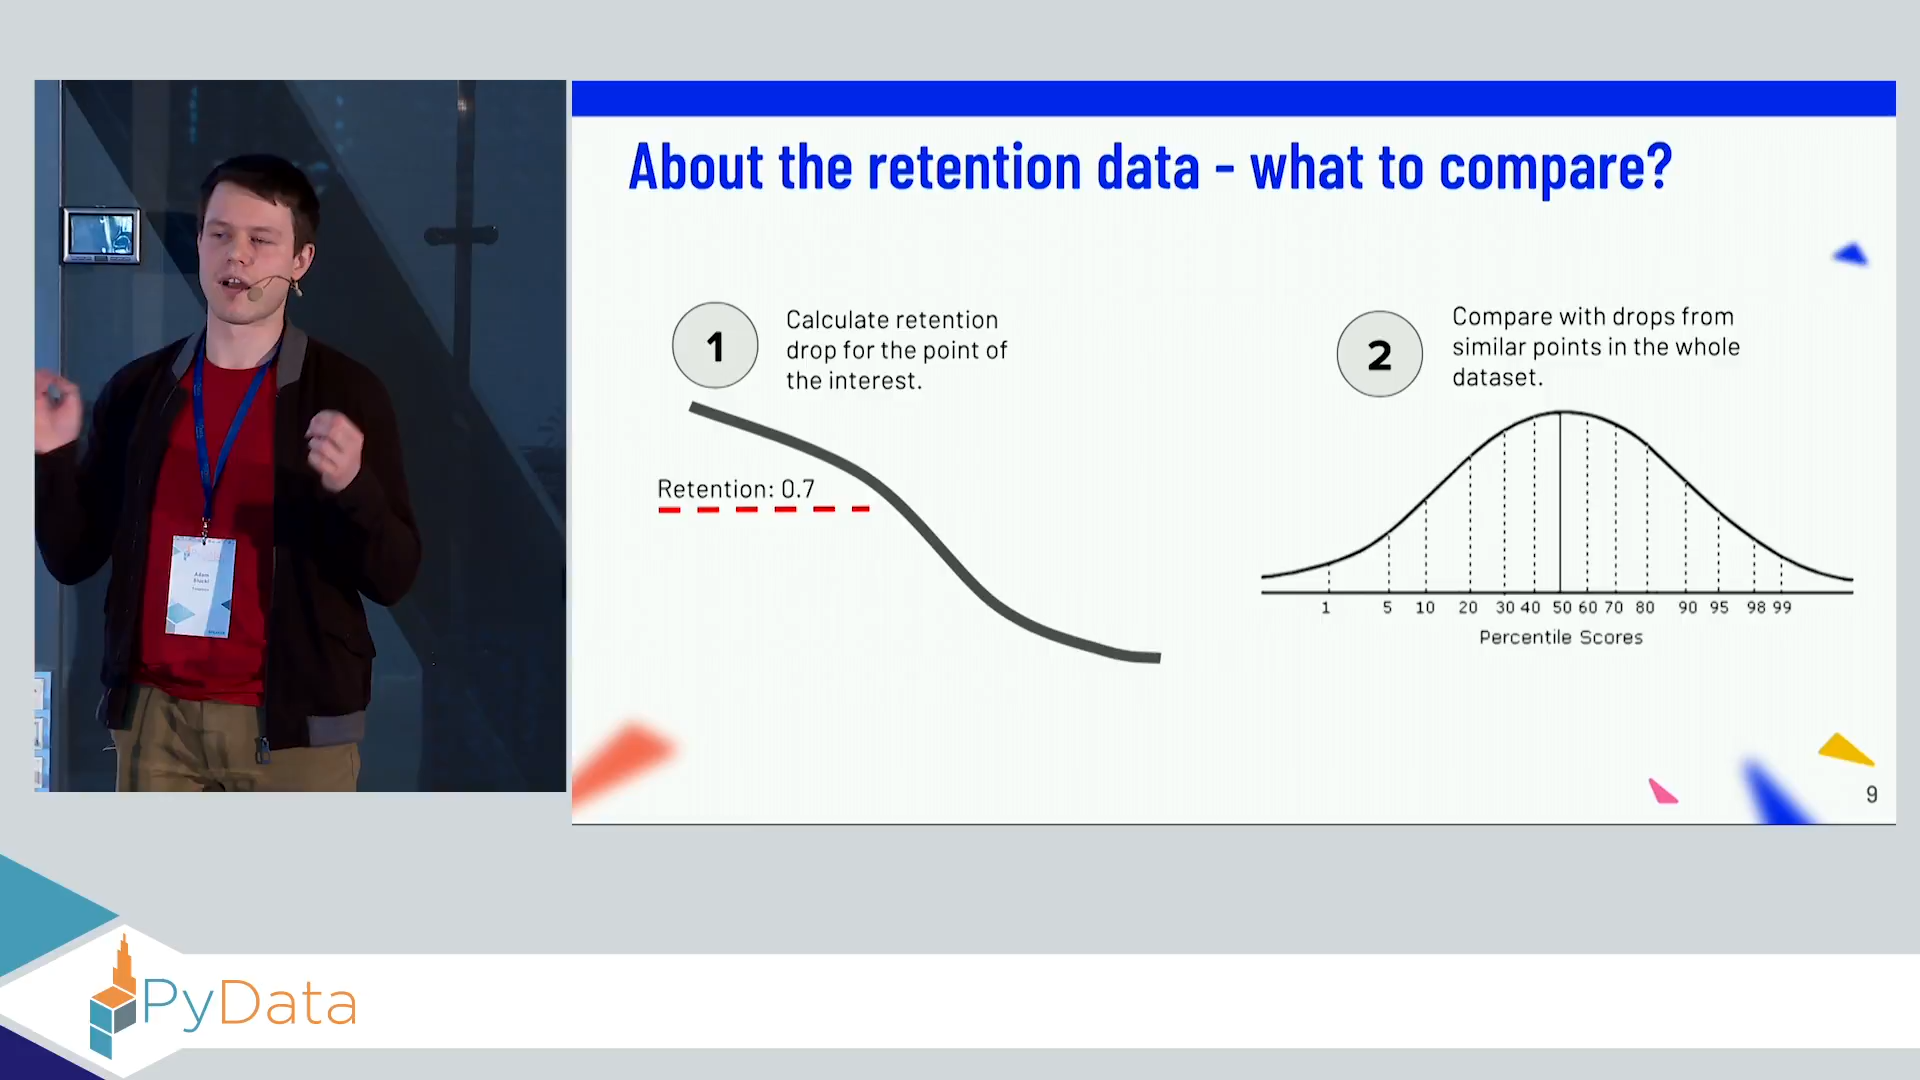 About the retention data - what to compare?
1
Calculate retention
drop for the point of
the interest.
Retention: 0.7
2
Compare with drops from
similar points in the whole
dataset.
1 5 10 20 30 40 50 60 70 80 90 95 98 99
Percentile Scores
9
Adam
PyData